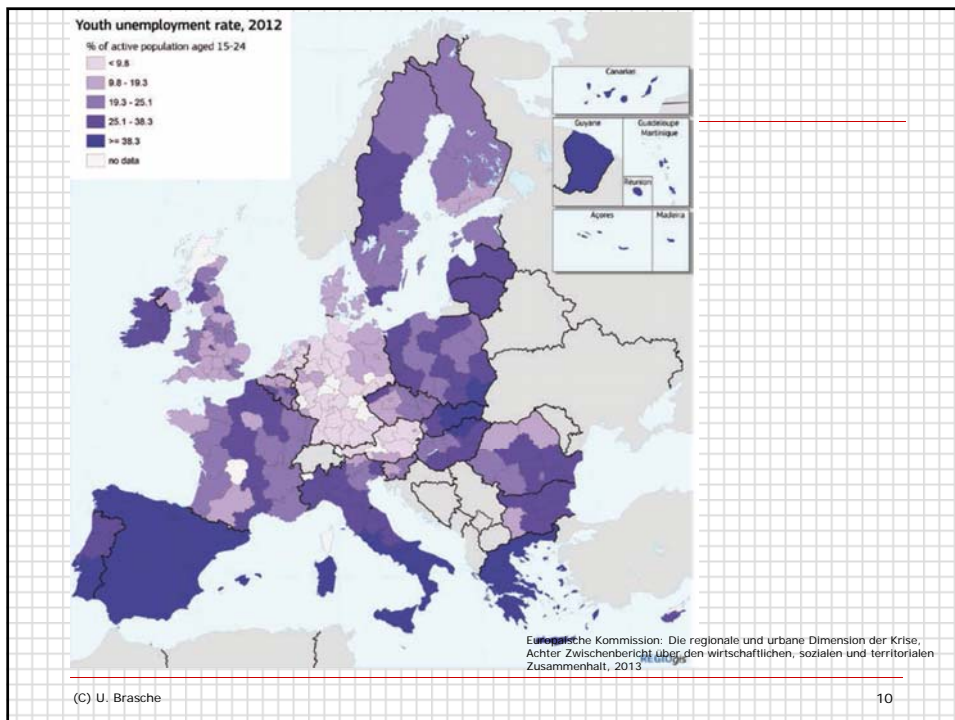 Youth unemployment rate, 2012
% of active population aged 15-24
< 9.8
9.8 - 19.3
19.3 - 25.1
25.1 - 38.3
>= 38.3
no data
Canarias
Guyane
Guadeloupe
Martinique
Réunion
Açores
Madeira
Europäische Kommission: Die regionale und urbane Dimension der Krise,
Achter Zwischenbericht über den wirtschaftlichen, sozialen und territorialen
Zusammenhalt, 2013
REGIOgis
(C) U. Brasche
10